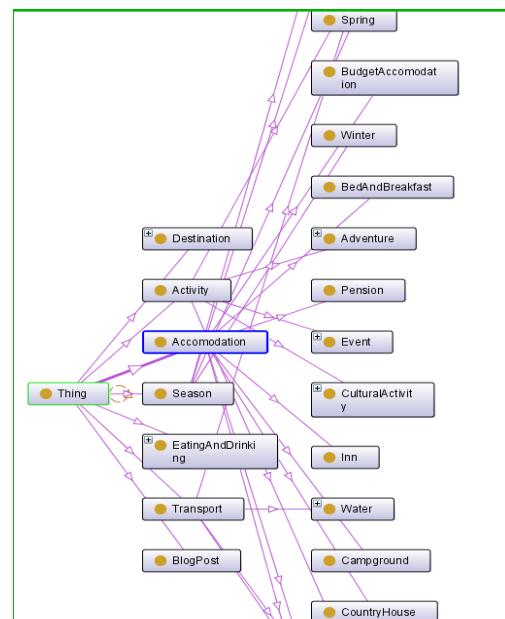 Spring
BudgetAccomodat
ion
Winter
BedAndBreakfast
Destination
Adventure
Activity
Pension
Accomodation
Event
Thing
Season
CulturalActivit
y
EatingAndDrinki
ng
Inn
Transport
Water
BlogPost
Campground
CountryHouse